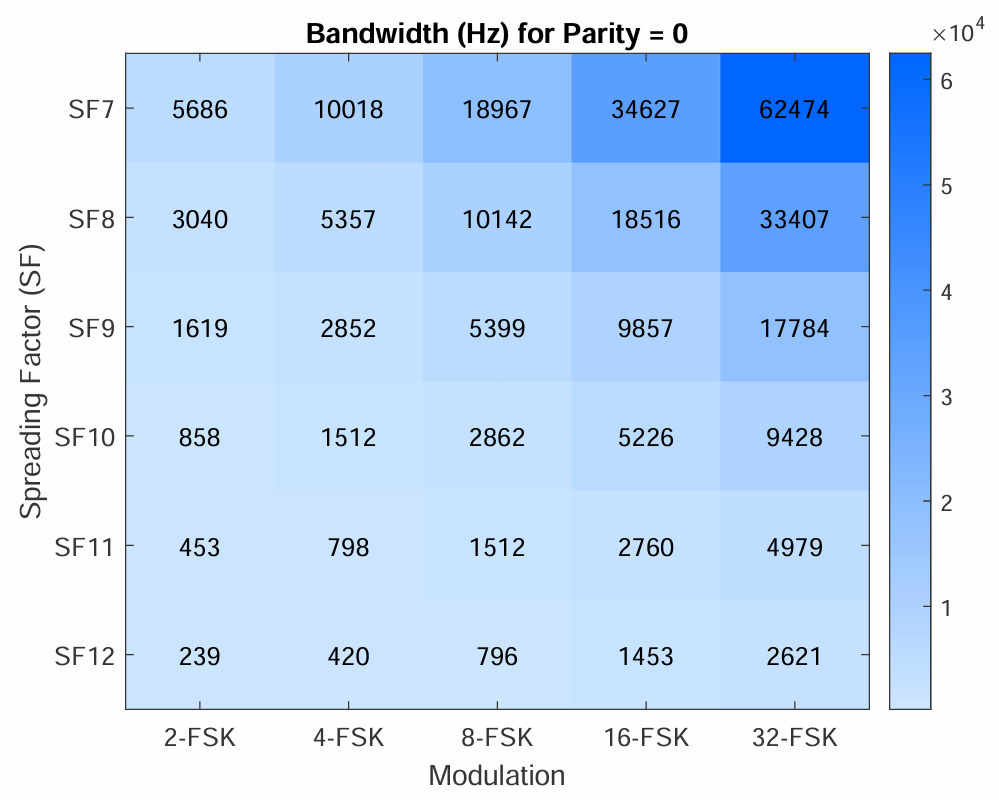 Bandwidth (Hz) for Parity = 0
×10⁴
SF7 5686 10018 18967 34627 62474
SF8 3040 5357 10142 18516 33407
SF9 1619 2852 5399 9857 17784
SF10 858 1512 2862 5226 9428
SF11 453 798 1512 2760 4979
SF12 239 420 796 1453 2621
2-FSK 4-FSK 8-FSK 16-FSK 32-FSK
Modulation
Spreading Factor (SF)
6
5
4
3
2
1